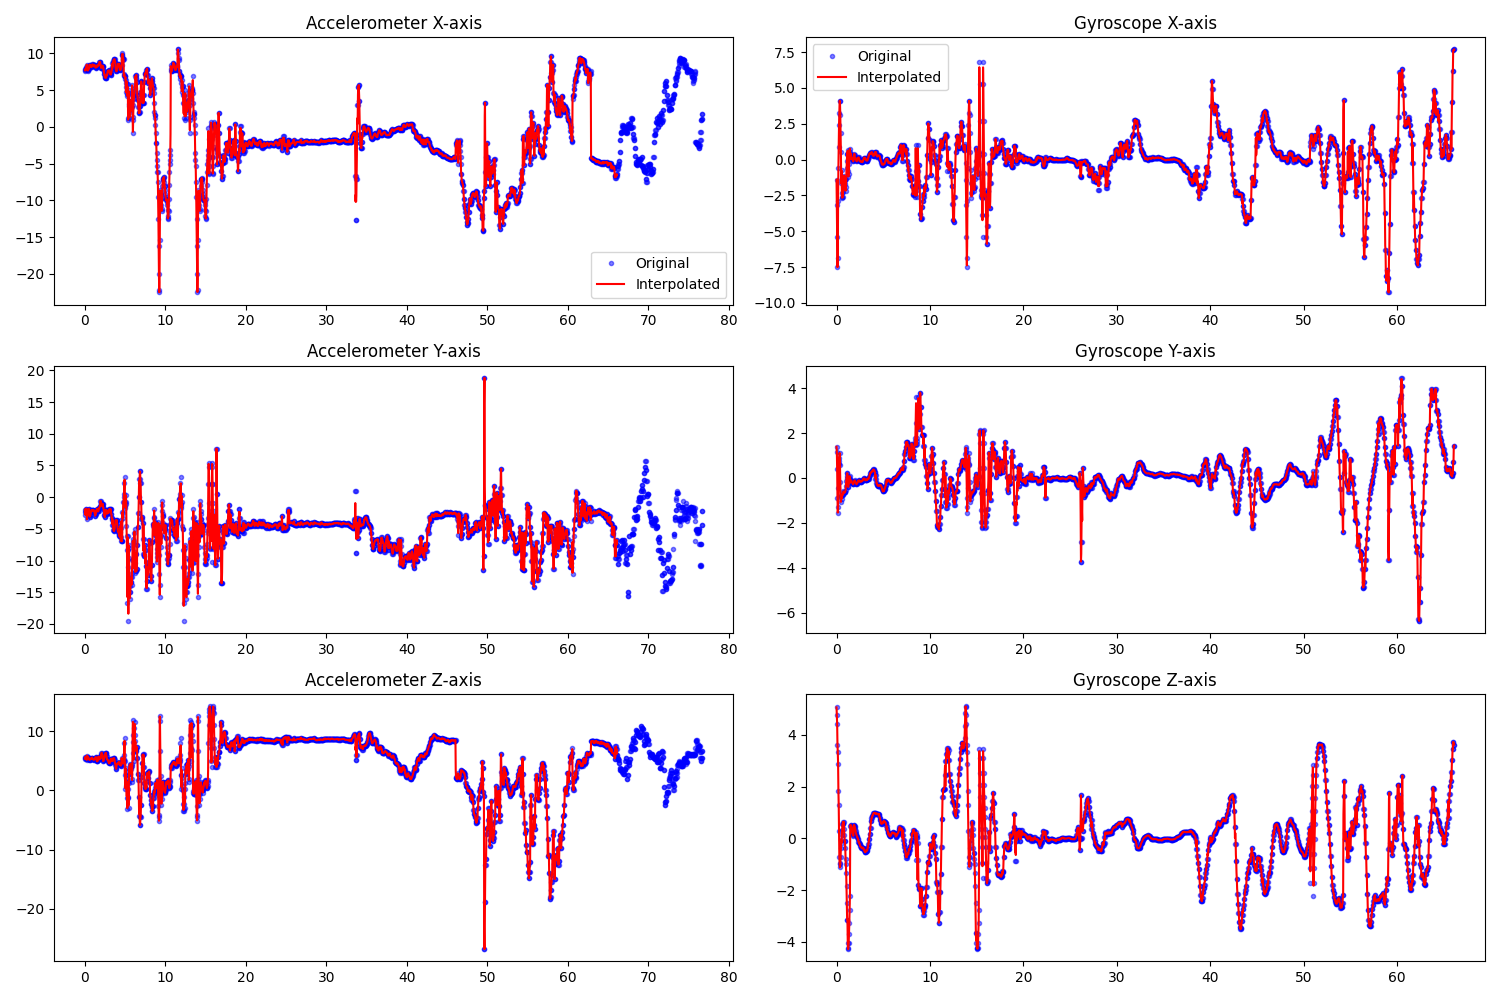 Accelerometer X-axis
10
5
0
−5
−10
−15
−20
0 10 20 30 40 50 60 70 80
Original
Interpolated
Gyroscope X-axis
7.5
5.0
2.5
0.0
−2.5
−5.0
−7.5
−10.0
0 10 20 30 40 50 60
Original
Interpolated
Accelerometer Y-axis
20
15
10
5
0
−5
−10
−15
−20
0 10 20 30 40 50 60 70 80
Gyroscope Y-axis
4
2
0
−2
−4
−6
0 10 20 30 40 50 60
Accelerometer Z-axis
10
0
−10
−20
0 10 20 30 40 50 60 70 80
Gyroscope Z-axis
4
2
0
−2
−4
0 10 20 30 40 50 60